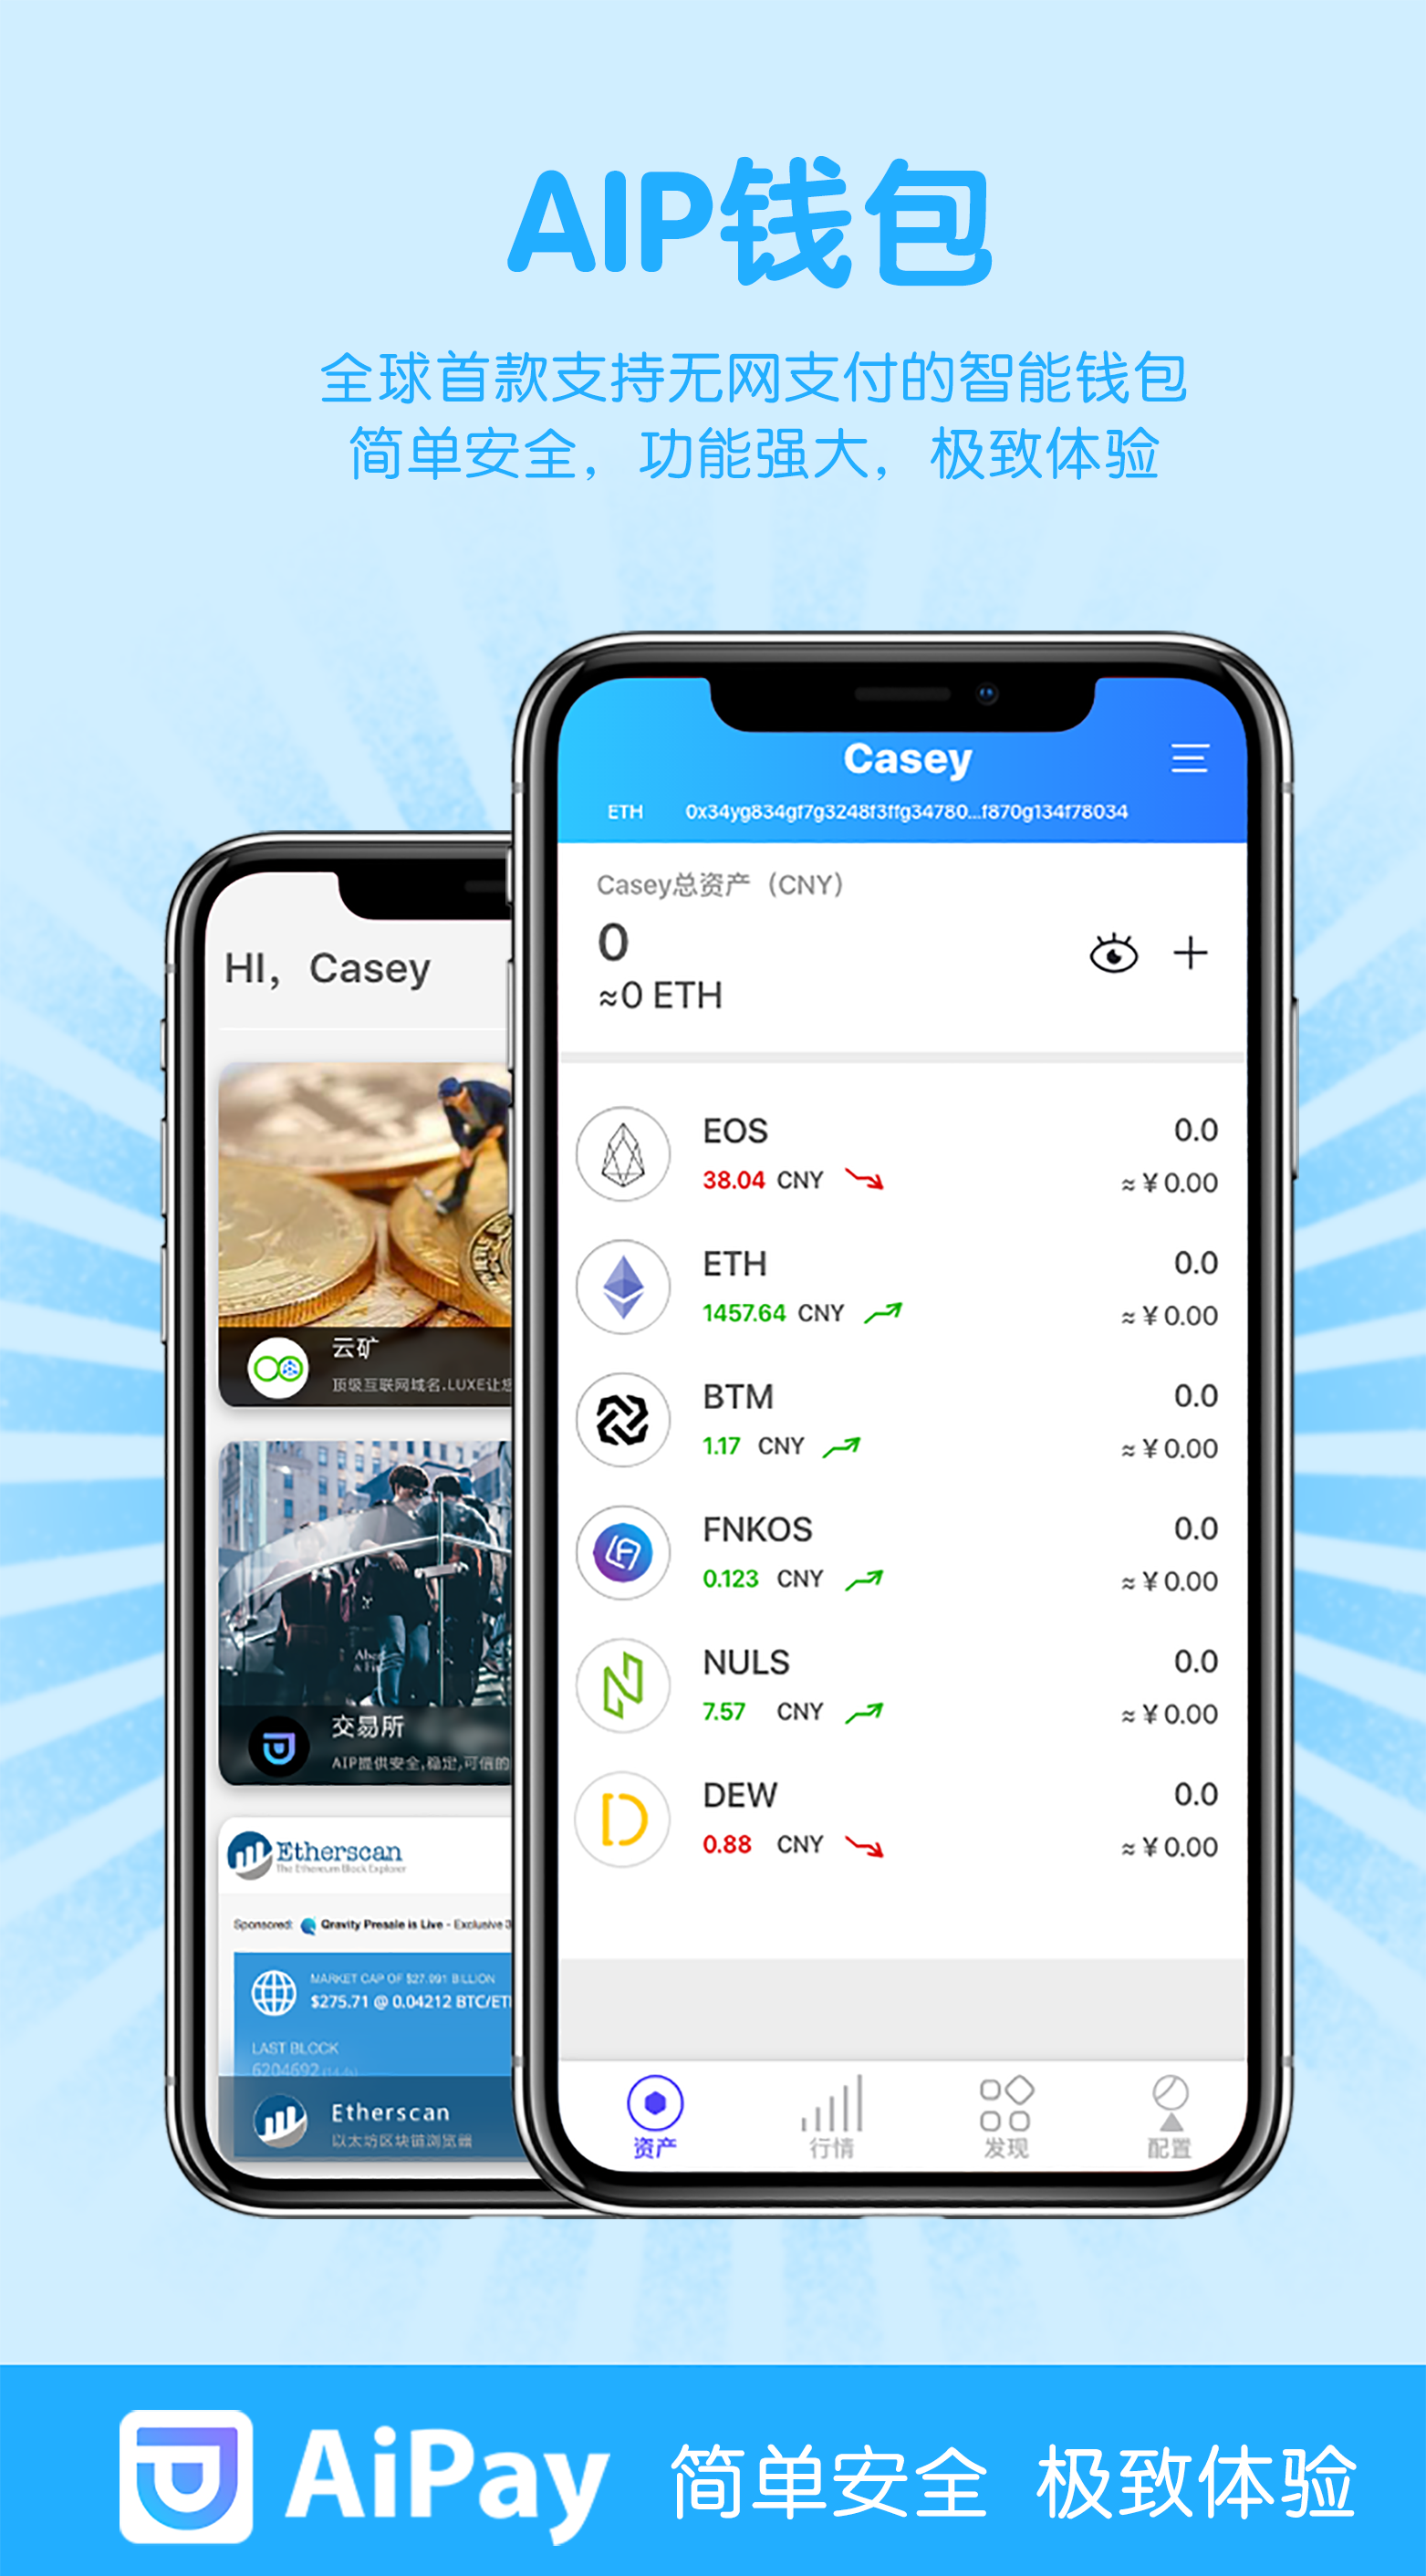 AIP钱包
全球首款支持无网支付的智能钱包
简单安全，功能强大，极致体验
Casey
ETH 0x34yg834gf7g3248f3ffg34780...f870g134f78034
Casey总资产（CNY）
0
≈0 ETH
EOS 0.0
38.04 CNY ≈￥0.00
ETH 0.0
1457.64 CNY ≈￥0.00
BTM 0.0
1.17 CNY ≈￥0.00
FNKOS 0.0
0.123 CNY ≈￥0.00
NULS 0.0
7.57 CNY ≈￥0.00
DEW 0.0
0.88 CNY ≈￥0.00
资产 行情 发现 配置
HI，Casey
云矿
顶级互联网域名.LUXE让
交易所
AIP提供安全,稳定,可信的
Etherscan
The Ethereum Block Explorer
Sponsored: Qravity Presale is Live - Exclusive
MARKET CAP OF $27.991 BILLION
$275.71 @ 0.04212 BTC/ET
LAST BLOCK
6204692
Etherscan
以太坊区块链浏览器
AiPay 简单安全 极致体验